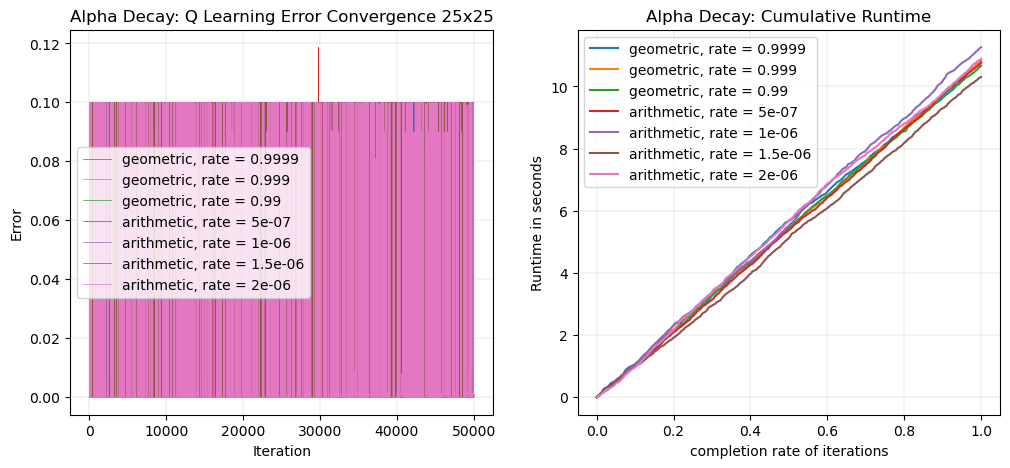 Alpha Decay: Q Learning Error Convergence 25x25
0.12
0.10
0.08
0.06
0.04
0.02
0.00
Error
geometric, rate = 0.9999
geometric, rate = 0.999
geometric, rate = 0.99
arithmetic, rate = 5e-07
arithmetic, rate = 1e-06
arithmetic, rate = 1.5e-06
arithmetic, rate = 2e-06
0
10000
20000
30000
40000
50000
Iteration
Alpha Decay: Cumulative Runtime
geometric, rate = 0.9999
geometric, rate = 0.999
geometric, rate = 0.99
arithmetic, rate = 5e-07
arithmetic, rate = 1e-06
arithmetic, rate = 1.5e-06
arithmetic, rate = 2e-06
10
8
6
4
2
0
Runtime in seconds
0.0
0.2
0.4
0.6
0.8
1.0
completion rate of iterations